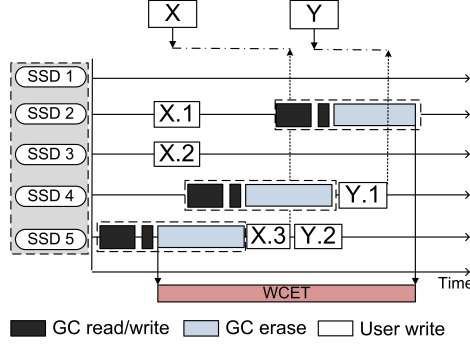 X Y
SSD 1
SSD 2 X.1
SSD 3 X.2
SSD 4 Y.1
SSD 5 X.3 Y.2
Time
WCET
GC read/write GC erase User write